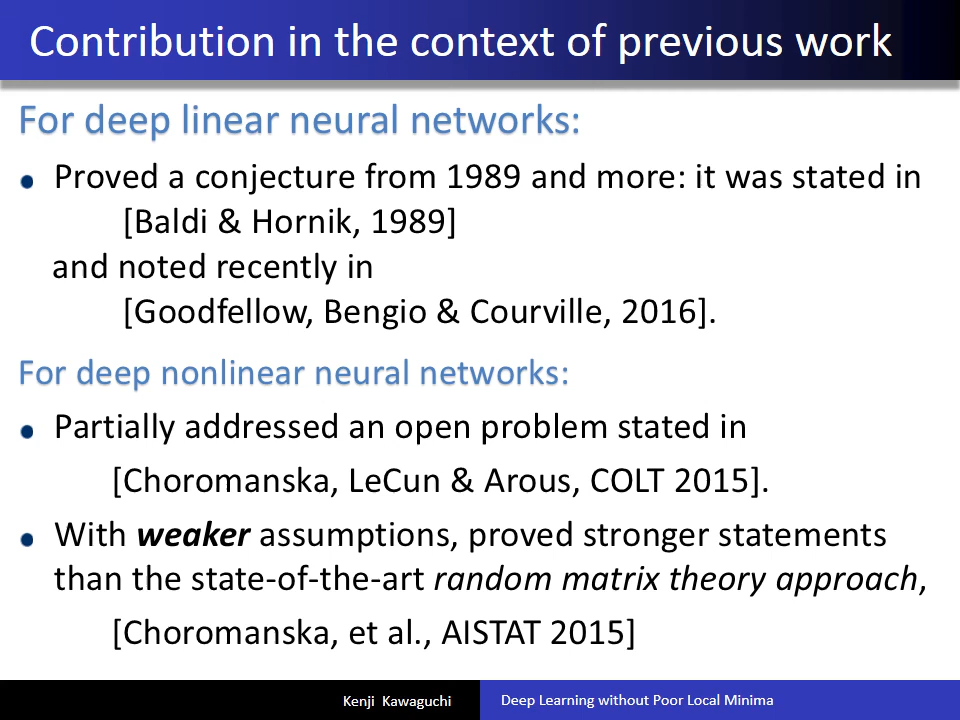 Contribution in the context of previous work
For deep linear neural networks:
Proved a conjecture from 1989 and more: it was stated in
[Baldi & Hornik, 1989]
and noted recently in
[Goodfellow, Bengio & Courville, 2016].
For deep nonlinear neural networks:
Partially addressed an open problem stated in
[Choromanska, LeCun & Arous, COLT 2015].
With weaker assumptions, proved stronger statements
than the state-of-the-art random matrix theory approach,
[Choromanska, et al., AISTAT 2015]
Kenji Kawaguchi
Deep Learning without Poor Local Minima